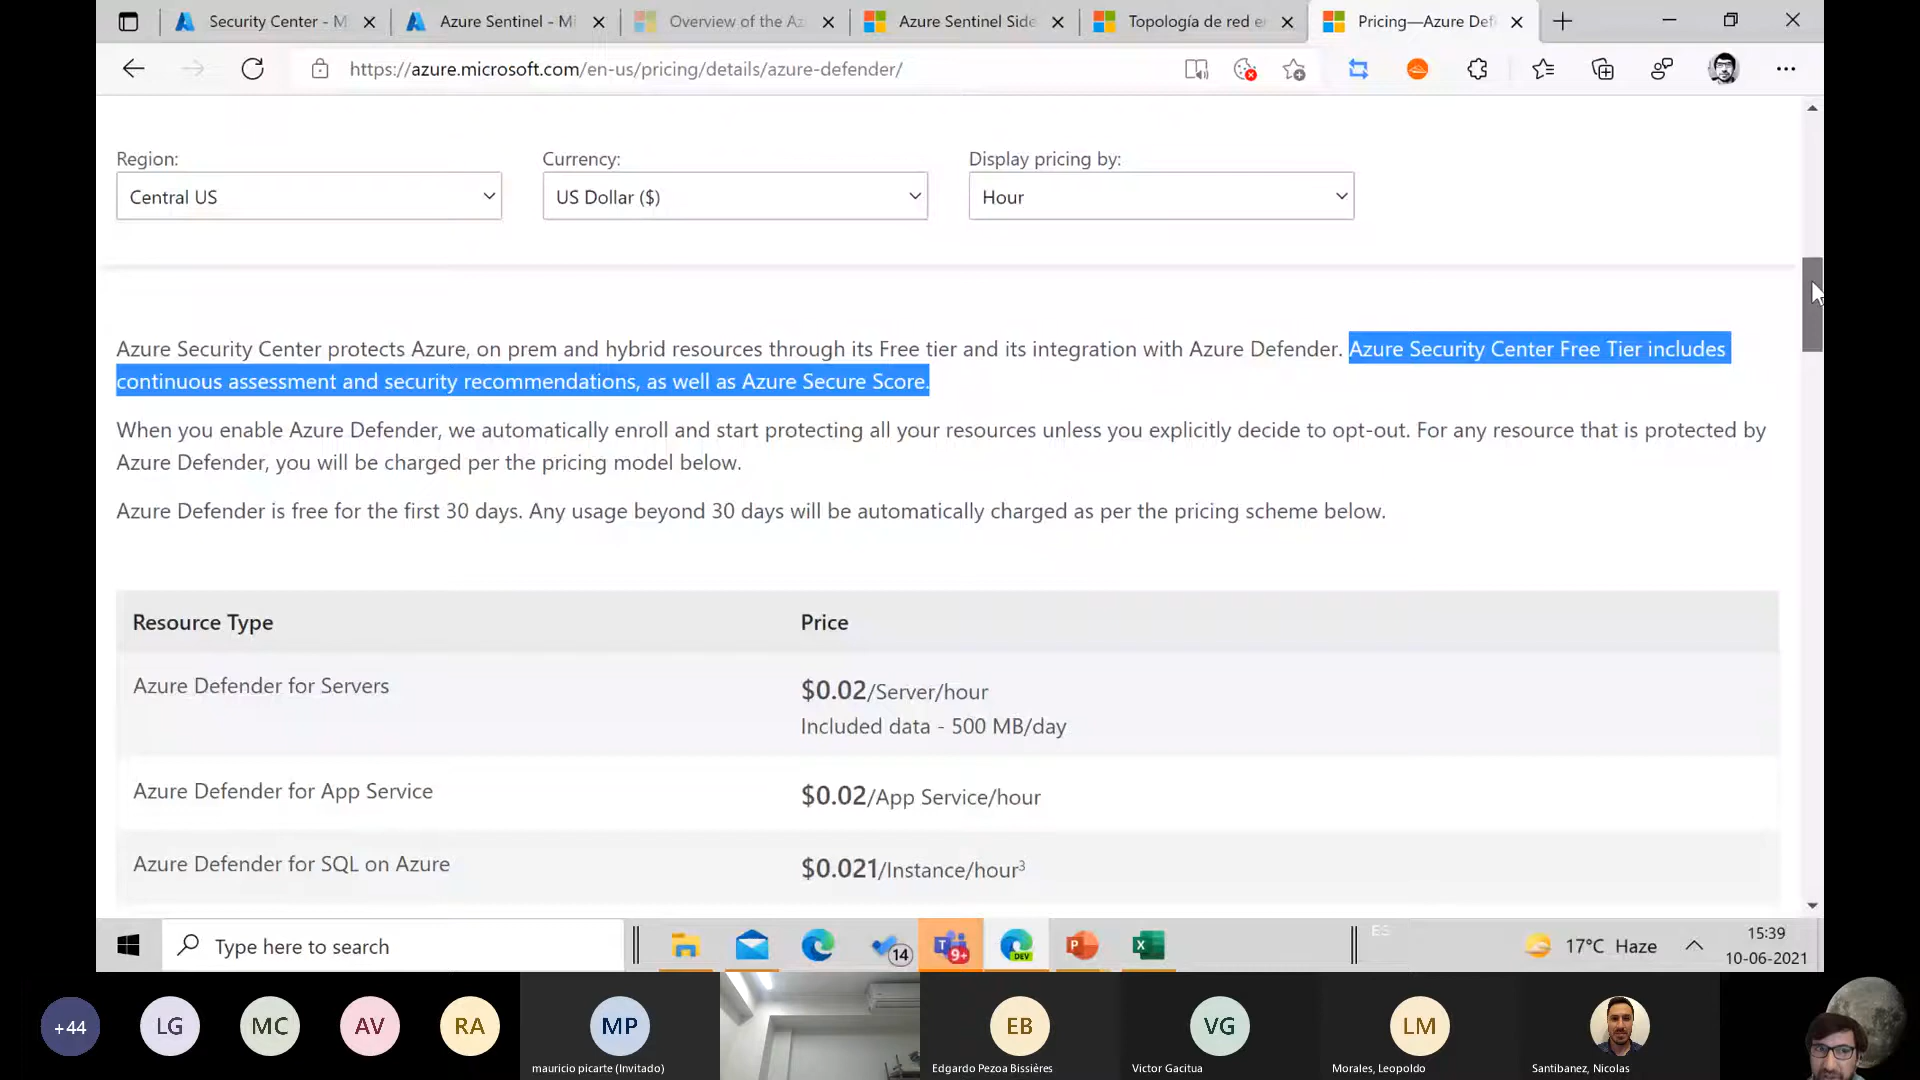 Security Center - M
Azure Sentinel - Mi
Overview of the Az
Azure Sentinel Side
Topología de red e
Pricing—Azure Def
https://azure.microsoft.com/en-us/pricing/details/azure-defender/
Region:
Currency:
Display pricing by:
Central US
US Dollar ($)
Hour
Azure Security Center protects Azure, on prem and hybrid resources through its Free tier and its integration with Azure Defender. Azure Security Center Free Tier includes
continuous assessment and security recommendations, as well as Azure Secure Score.
When you enable Azure Defender, we automatically enroll and start protecting all your resources unless you explicitly decide to opt-out. For any resource that is protected by
Azure Defender, you will be charged per the pricing model below.
Azure Defender is free for the first 30 days. Any usage beyond 30 days will be automatically charged as per the pricing scheme below.
Resource Type
Price
Azure Defender for Servers
$0.02/Server/hour
Included data - 500 MB/day
Azure Defender for App Service
$0.02/App Service/hour
Azure Defender for SQL on Azure
$0.021/Instance/hour³
Type here to search
14
T
9+
DEV
P
X
ES
17°C Haze
15:39
10-06-2021
+44
LG
MC
AV
RA
MP
mauricio picarte (Invitado)
EB
Edgardo Pezoa Bissières
VG
Victor Gacitua
LM
Morales, Leopoldo
Santibanez, Nicolas